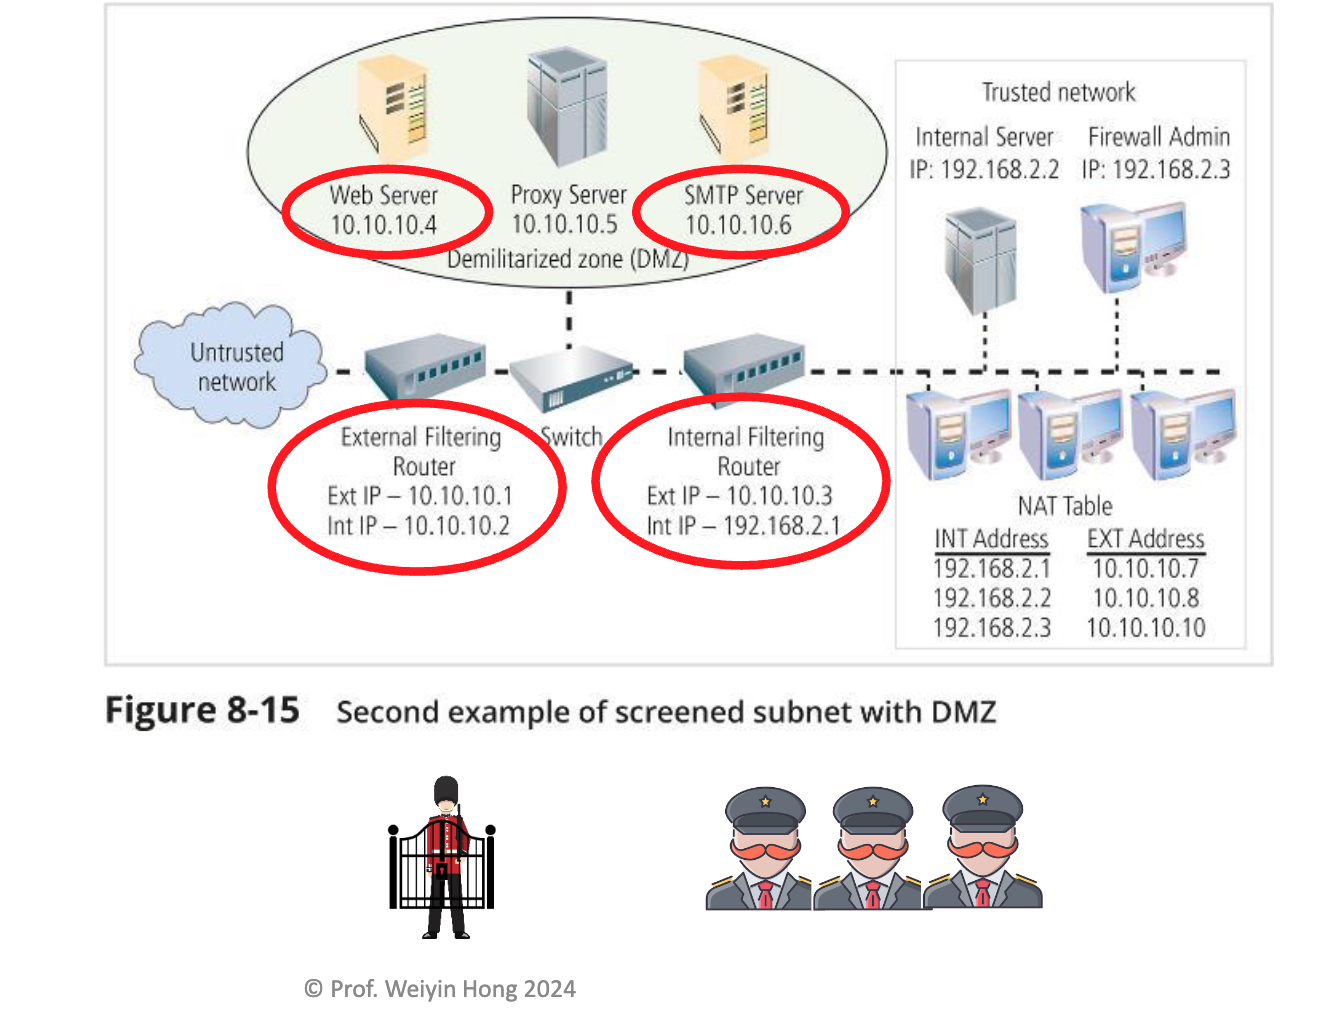 Web Server
10.10.10.4
Proxy Server
10.10.10.5
SMTP Server
10.10.10.6
Demilitarized zone (DMZ)
Trusted network
Internal Server
IP: 192.168.2.2
Firewall Admin
IP: 192.168.2.3
Untrusted
network
External Filtering
Router
Ext IP – 10.10.10.1
Int IP – 10.10.10.2
Switch
Internal Filtering
Router
Ext IP – 10.10.10.3
Int IP – 192.168.2.1
NAT Table
INT Address EXT Address
192.168.2.1 10.10.10.7
192.168.2.2 10.10.10.8
192.168.2.3 10.10.10.10
Figure 8-15 Second example of screened subnet with DMZ
© Prof. Weiyin Hong 2024